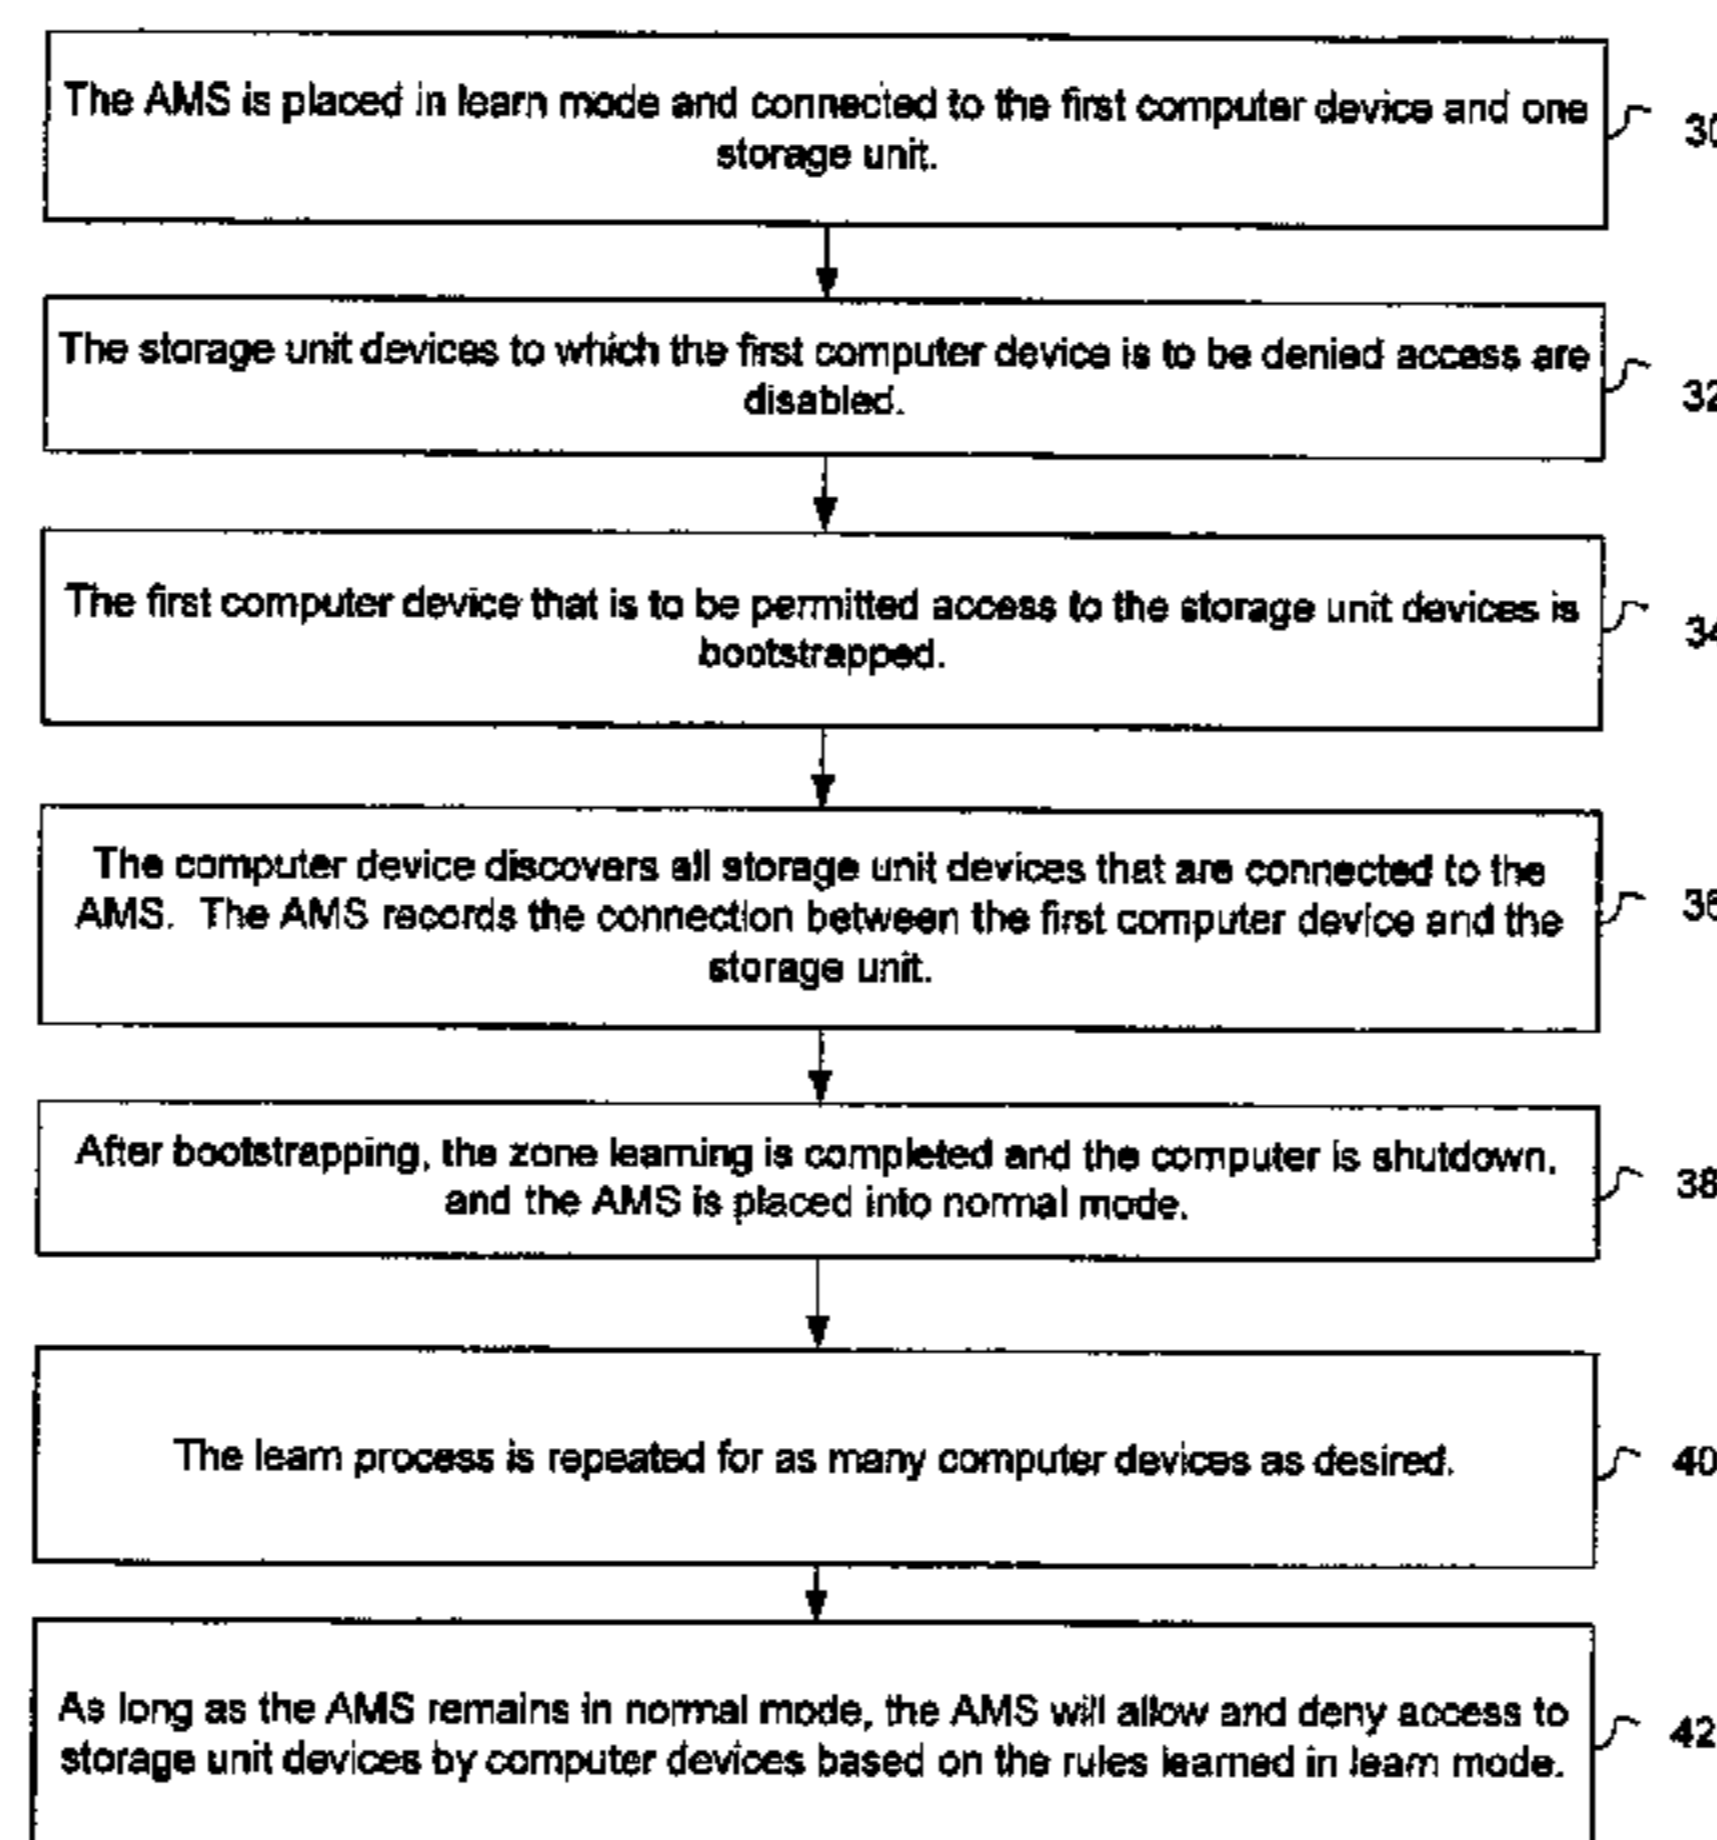 The AMS is placed in learn mode and connected to the first computer device and one
storage unit.
30
The storage unit devices to which the first computer device is to be denied access are
disabled.
32
The first computer device that is to be permitted access to the storage unit devices is
bootstrapped.
34
The computer device discovers all storage unit devices that are connected to the
AMS. The AMS records the connection between the first computer device and the
storage unit.
36
After bootstrapping, the zone learning is completed and the computer is shutdown,
and the AMS is placed into normal mode.
38
The learn process is repeated for as many computer devices as desired.
40
As long as the AMS remains in normal mode, the AMS will allow and deny access to
storage unit devices by computer devices based on the rules learned in learn mode.
42